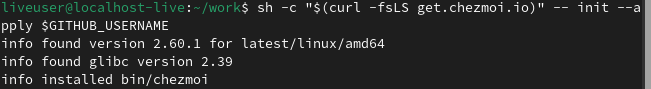 liveuser@localhost-live:~/work$ sh -c "$(curl -fsLS get.chezmoi.io)" -- init --a
pply $GITHUB_USERNAME
info found version 2.60.1 for latest/linux/amd64
info found glibc version 2.39
info installed bin/chezmoi